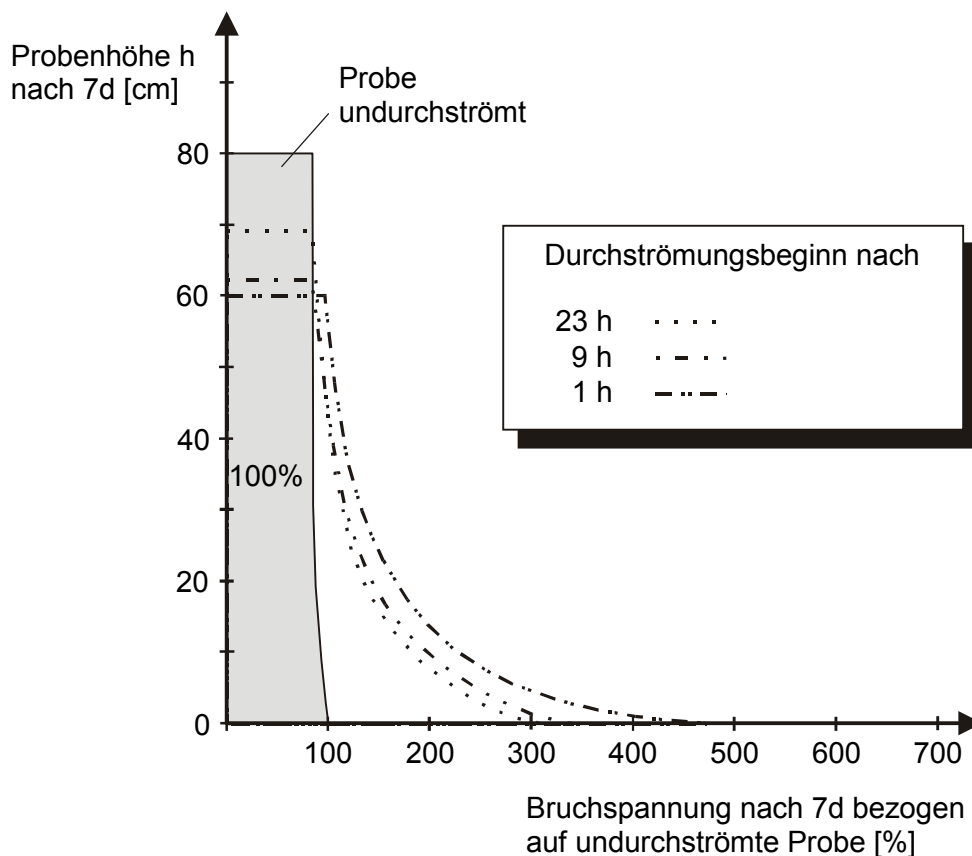 Probenhöhe h
nach 7d [cm]
Probe
undurchströmt
80
60
40
20
0
100%
Durchströmungsbeginn nach
23 h
9 h
1 h
100
200
300
400
500
600
700
Bruchspannung nach 7d bezogen
auf undurchströmte Probe [%]